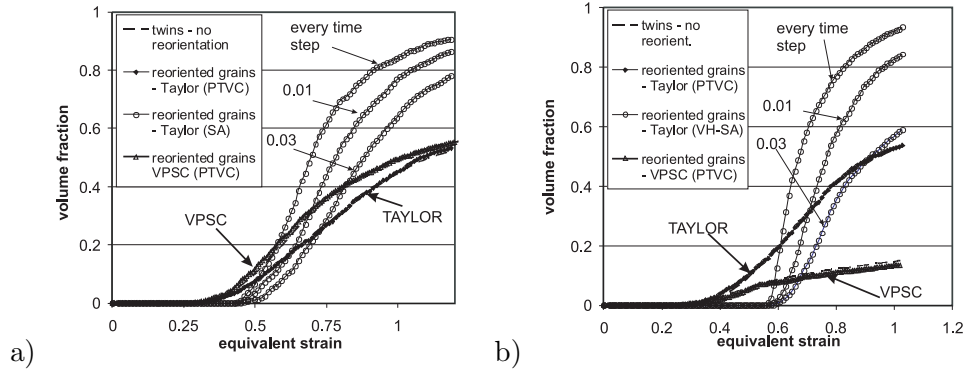 twins - no
reorientation
reoriented grains
- Taylor (PTVC)
reoriented grains
- Taylor (SA)
reoriented grains
VPSC (PTVC)
every time
step
0.01
0.03
VPSC
TAYLOR
volume fraction
1
0.8
0.6
0.4
0.2
0
0
0.25
0.5
0.75
1
equivalent strain
a)
twins - no
reorient.
reoriented grains
- Taylor (PTVC)
reoriented grains
- Taylor (VH-SA)
reoriented grains
- VPSC (PTVC)
every time
step
0.01
0.03
TAYLOR
VPSC
volume fraction
1
0.8
0.6
0.4
0.2
0
0
0.2
0.4
0.6
0.8
1
1.2
equivalent strain
b)